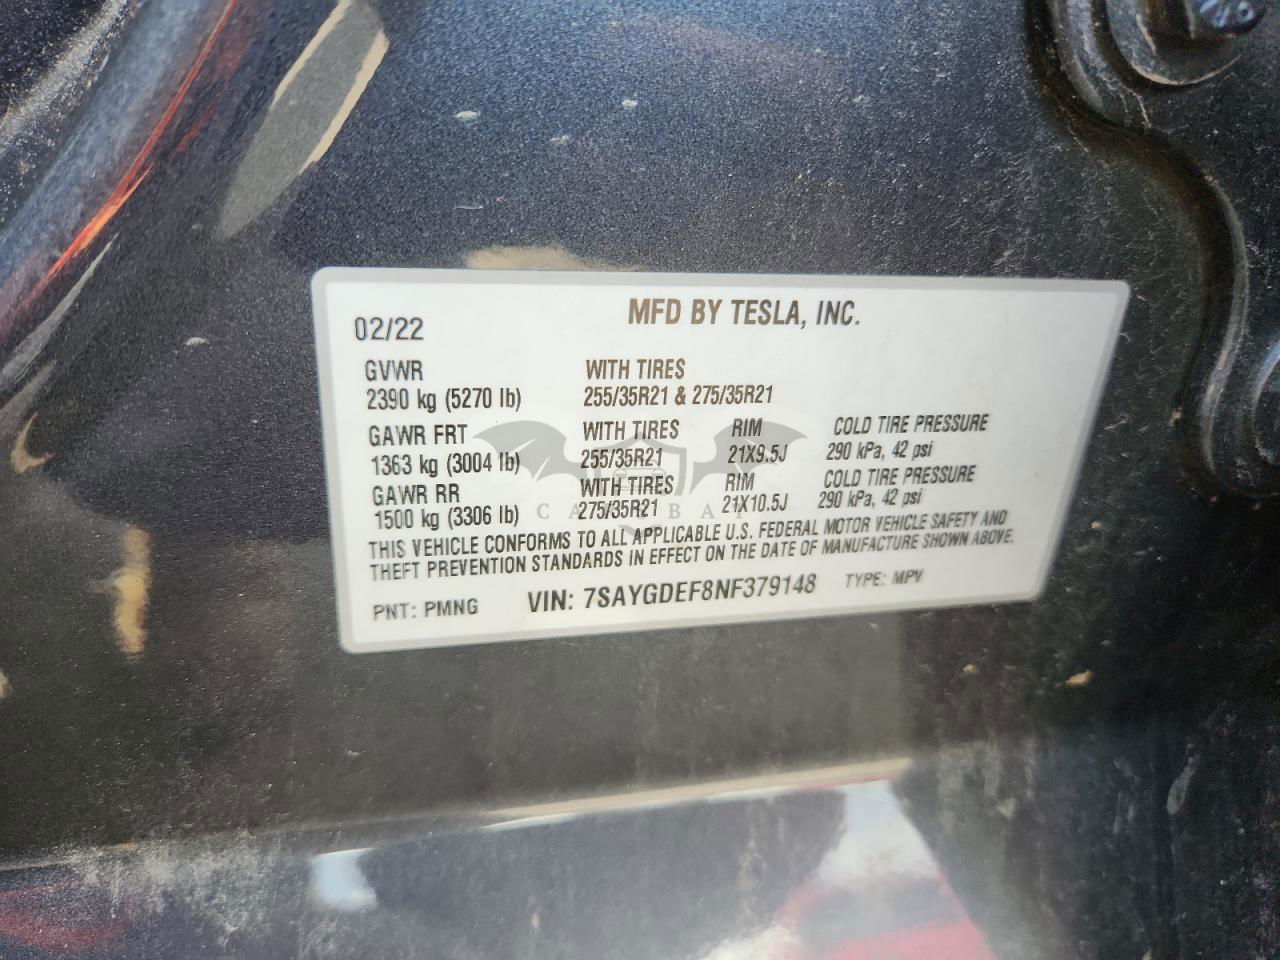 MFD BY TESLA, INC.
02/22
GVWR WITH TIRES
2390 kg (5270 lb) 255/35R21 & 275/35R21
GAWR FRT WITH TIRES RIM COLD TIRE PRESSURE
1363 kg (3004 lb) 255/35R21 21X9.5J 290 kPa, 42 psi
GAWR RR WITH TIRES RIM COLD TIRE PRESSURE
1500 kg (3306 lb) 275/35R21 21X10.5J 290 kPa, 42 psi
THIS VEHICLE CONFORMS TO ALL APPLICABLE U.S. FEDERAL MOTOR VEHICLE SAFETY AND
THEFT PREVENTION STANDARDS IN EFFECT ON THE DATE OF MANUFACTURE SHOWN ABOVE.
PNT: PMNG VIN: 7SAYGDEF8NF379148 TYPE: MPV